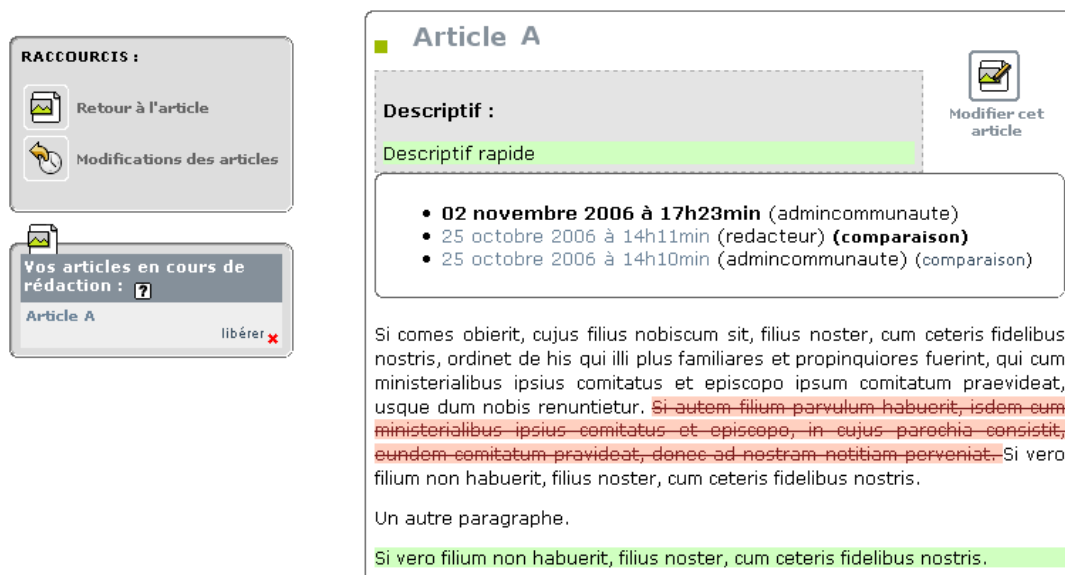 RACCOURCIS :
Retour à l'article
Modifications des articles
Vos articles en cours de
rédaction : ?
Article A
libérer
Article A
Modifier cet
article
Descriptif :
Descriptif rapide
02 novembre 2006 à 17h23min (admincommunaute)
25 octobre 2006 à 14h11min (redacteur) (comparaison)
25 octobre 2006 à 14h10min (admincommunaute) (comparaison)
Si comes obierit, cujus filius nobiscum sit, filius noster, cum ceteris fidelibus
nostris, ordinet de his qui illi plus familiares et propinquiores fuerint, qui cum
ministerialibus ipsius comitatus et episcopo ipsum comitatum praevideat,
usque dum nobis renuntietur. Si autem filium parvulum habuerit, isdem cum
ministerialibus ipsius comitatus et episcopo, in cujus parochia consistit,
eundem comitatum pravideat, donec ad nostram notitiam perveniat. Si vero
filium non habuerit, filius noster, cum ceteris fidelibus nostris.
Un autre paragraphe.
Si vero filium non habuerit, filius noster, cum ceteris fidelibus nostris.